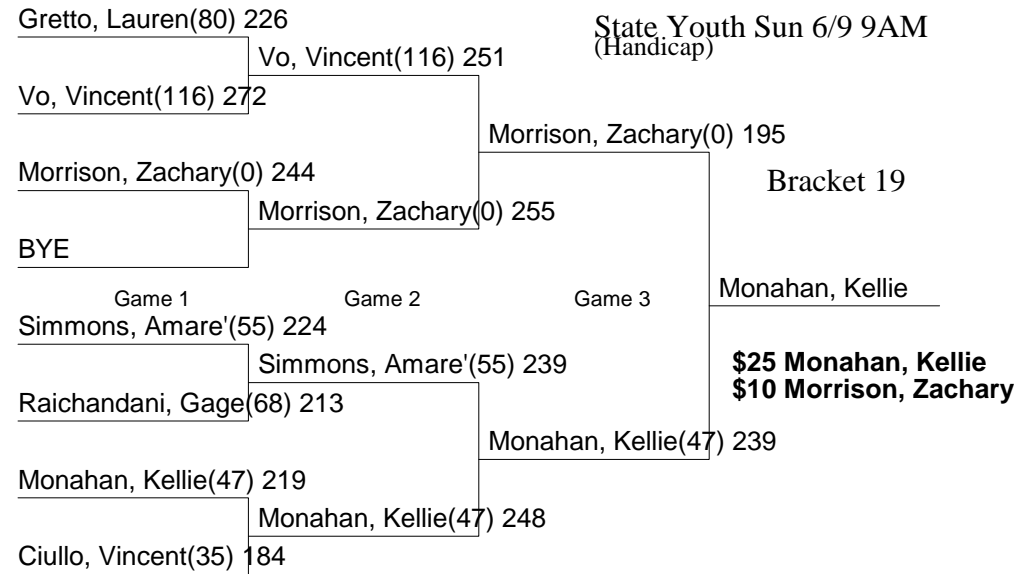 Gretto, Lauren(80) 226
State Youth Sun 6/9 9AM
(Handicap)
Vo, Vincent(116) 251
Vo, Vincent(116) 272
Morrison, Zachary(0) 195
Morrison, Zachary(0) 244
Bracket 19
Morrison, Zachary(0) 255
BYE
Game 1 Game 2 Game 3
Monahan, Kellie
Simmons, Amare'(55) 224
Simmons, Amare'(55) 239
$25 Monahan, Kellie
$10 Morrison, Zachary
Raichandani, Gage(68) 213
Monahan, Kellie(47) 239
Monahan, Kellie(47) 219
Monahan, Kellie(47) 248
Ciullo, Vincent(35) 184